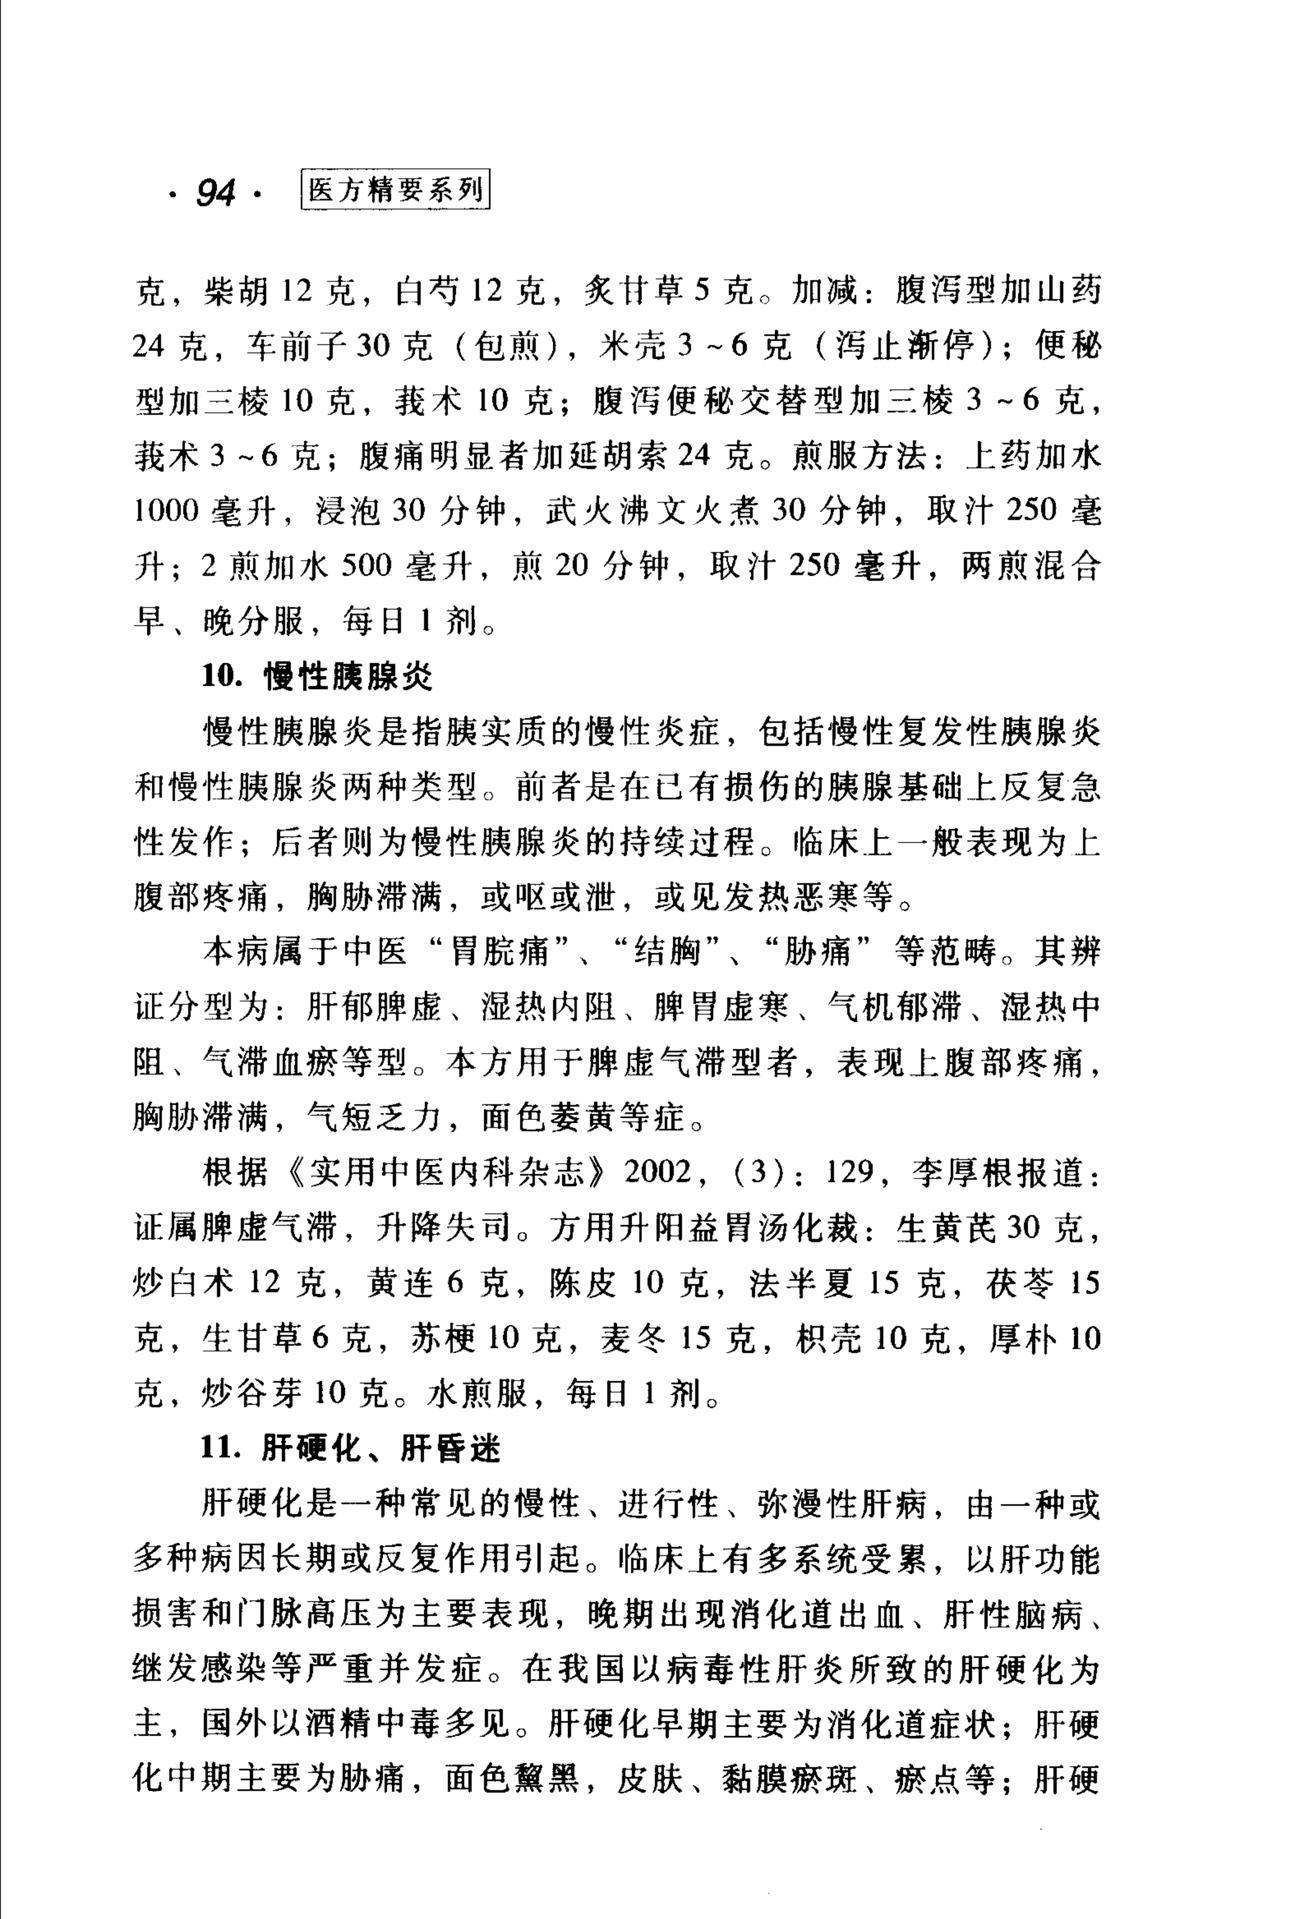 · 94 · 医方精要系列
克，柴胡 12 克，白芍 12 克，炙甘草 5 克。加减：腹泻型加山药
24 克，车前子 30 克（包煎），米壳 3～6 克（泻止渐停）；便秘
型加三棱 10 克，莪术 10 克；腹泻便秘交替型加三棱 3～6 克，
莪术 3～6 克；腹痛明显者加延胡索 24 克。煎服方法：上药加水
1000 毫升，浸泡 30 分钟，武火沸文火煮 30 分钟，取汁 250 毫
升；2 煎加水 500 毫升，煎 20 分钟，取汁 250 毫升，两煎混合
早、晚分服，每日 1 剂。
10. 慢性胰腺炎
慢性胰腺炎是指胰实质的慢性炎症，包括慢性复发性胰腺炎
和慢性胰腺炎两种类型。前者是在已有损伤的胰腺基础上反复急
性发作；后者则为慢性胰腺炎的持续过程。临床上一般表现为上
腹部疼痛，胸胁滞满，或呕或泄，或见发热恶寒等。
本病属于中医“胃脘痛”、“结胸”、“胁痛”等范畴。其辨
证分型为：肝郁脾虚、湿热内阻、脾胃虚寒、气机郁滞、湿热中
阻、气滞血瘀等型。本方用于脾虚气滞型者，表现上腹部疼痛，
胸胁滞满，气短乏力，面色萎黄等症。
根据《实用中医内科杂志》2002，（3）：129，李厚根报道：
证属脾虚气滞，升降失司。方用升阳益胃汤化裁：生黄芪 30 克，
炒白术 12 克，黄连 6 克，陈皮 10 克，法半夏 15 克，茯苓 15
克，生甘草 6 克，苏梗 10 克，麦冬 15 克，枳壳 10 克，厚朴 10
克，炒谷芽 10 克。水煎服，每日 1 剂。
11. 肝硬化、肝昏迷
肝硬化是一种常见的慢性、进行性、弥漫性肝病，由一种或
多种病因长期或反复作用引起。临床上有多系统受累，以肝功能
损害和门脉高压为主要表现，晚期出现消化道出血、肝性脑病、
继发感染等严重并发症。在我国以病毒性肝炎所致的肝硬化为
主，国外以酒精中毒多见。肝硬化早期主要为消化道症状；肝硬
化中期主要为胁痛，面色黧黑，皮肤、黏膜瘀斑、瘀点等；肝硬